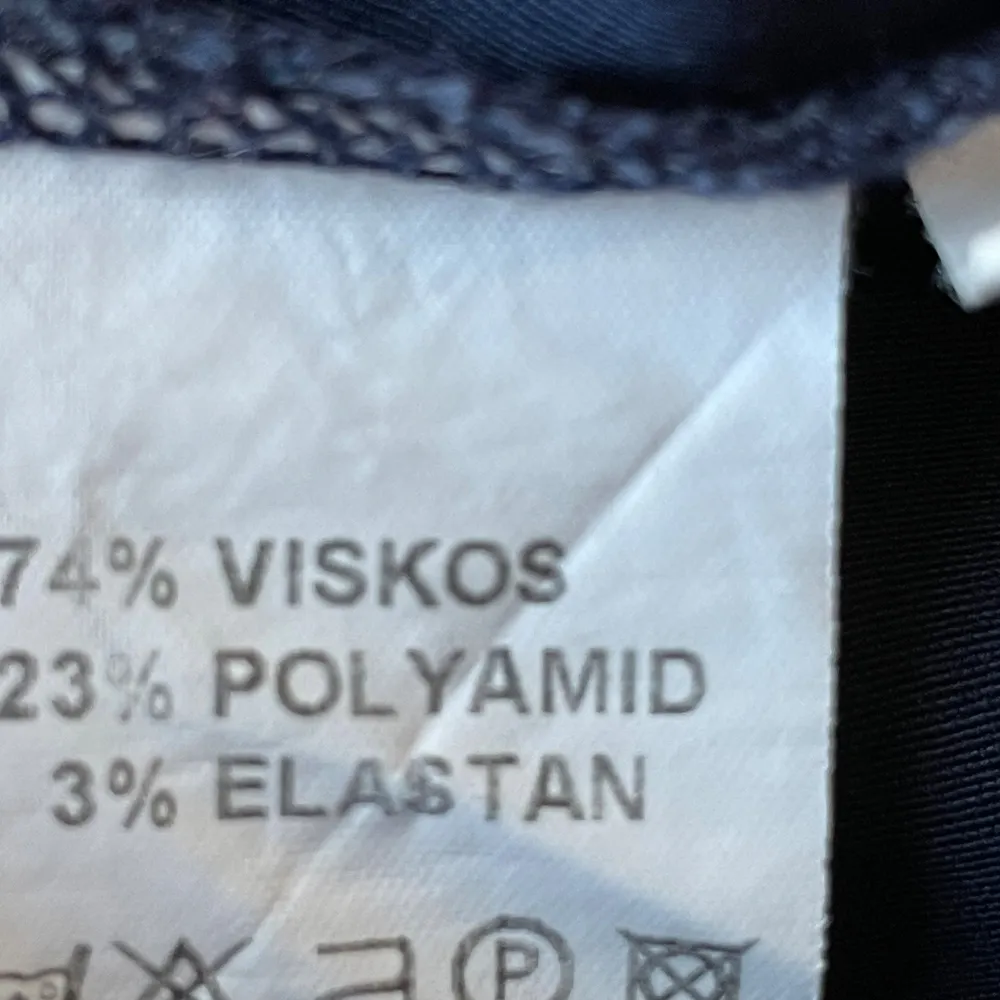 74% VISKOS
23% POLYAMID
3% ELASTAN
P